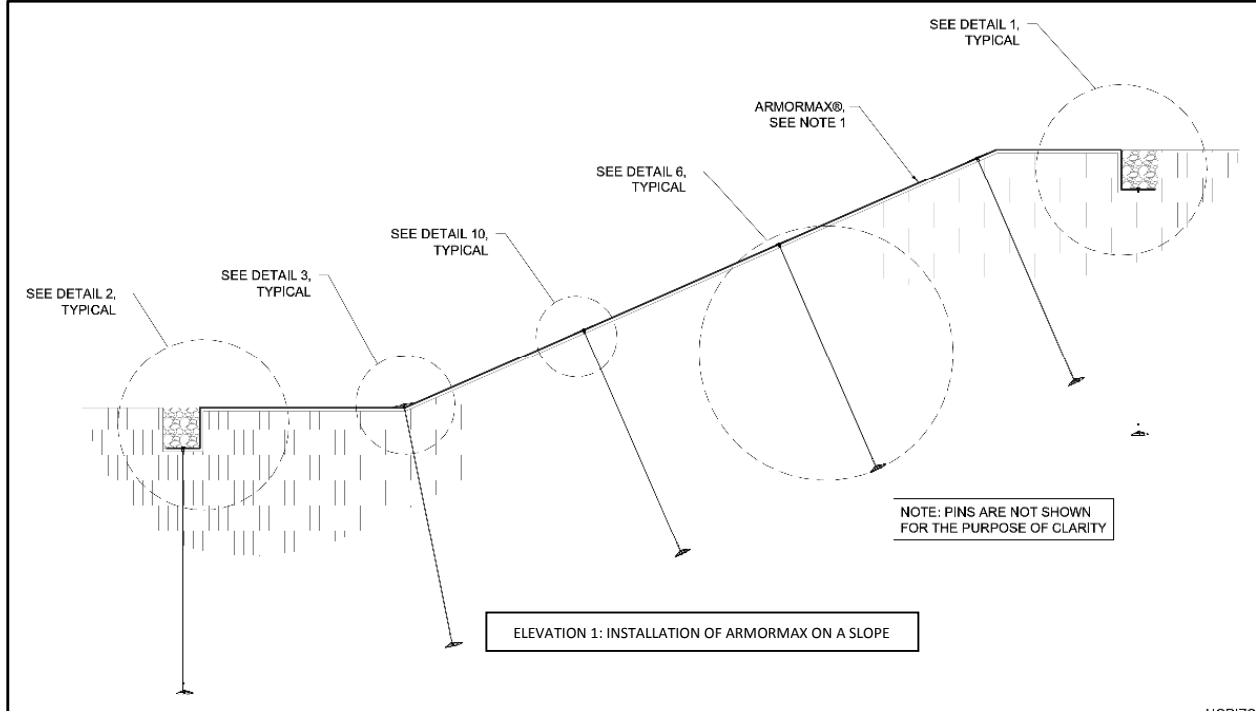 SEE DETAIL 1,
TYPICAL
ARMORMAX®,
SEE NOTE 1
SEE DETAIL 6,
TYPICAL
SEE DETAIL 10,
TYPICAL
SEE DETAIL 3,
TYPICAL
SEE DETAIL 2,
TYPICAL
NOTE: PINS ARE NOT SHOWN
FOR THE PURPOSE OF CLARITY
ELEVATION 1: INSTALLATION OF ARMORMAX ON A SLOPE